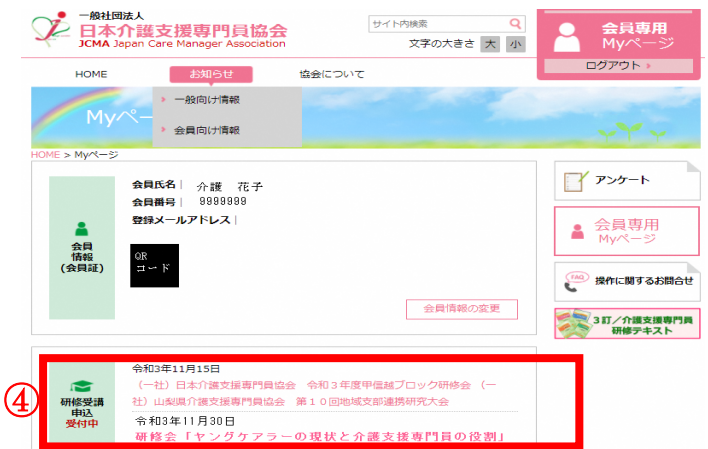 一般社団法人
日本介護支援専門員協会
JCMA Japan Care Manager Association
サイト内検索
文字の大きさ 大 小
会員専用
Myページ
ログアウト
HOME お知らせ 協会について
一般向け情報
会員向け情報
Myペー
HOME > Myページ
会員氏名| 介護 花子
会員番号| 9999999
登録メールアドレス|
会員
情報
(会員証)
QR
コード
会員情報の変更
アンケート
会員専用
Myページ
FAQ 操作に関するお問合せ
3訂/介護支援専門員
研修テキスト
④
研修受講
申込
受付中
令和3年11月15日
(一社)日本介護支援専門員協会 令和3年度甲信越ブロック研修会 (一
社)山梨県介護支援専門員協会 第10回地域支部連携研究大会
令和3年11月30日
研修会「ヤングケアラーの現状と介護支援専門員の役割」